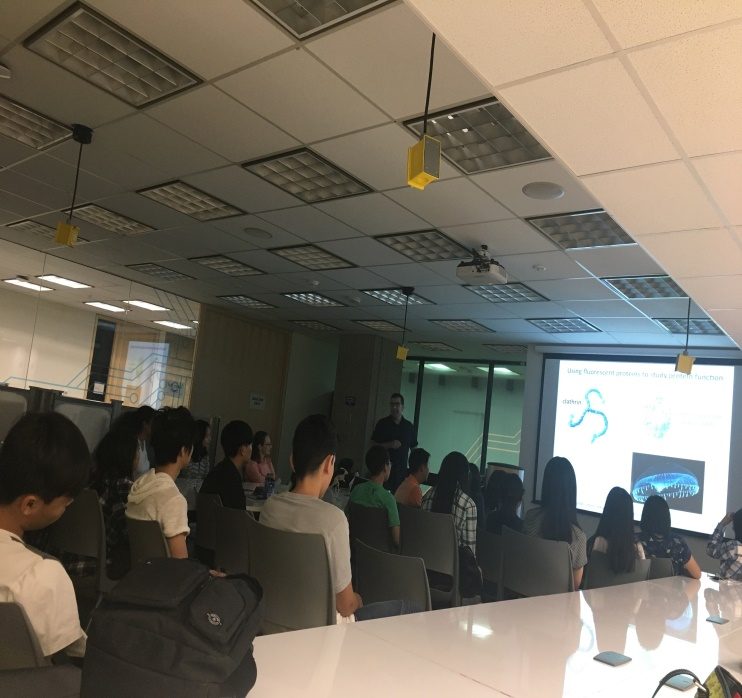 Using fluorescent proteins to study protein function
clathrin